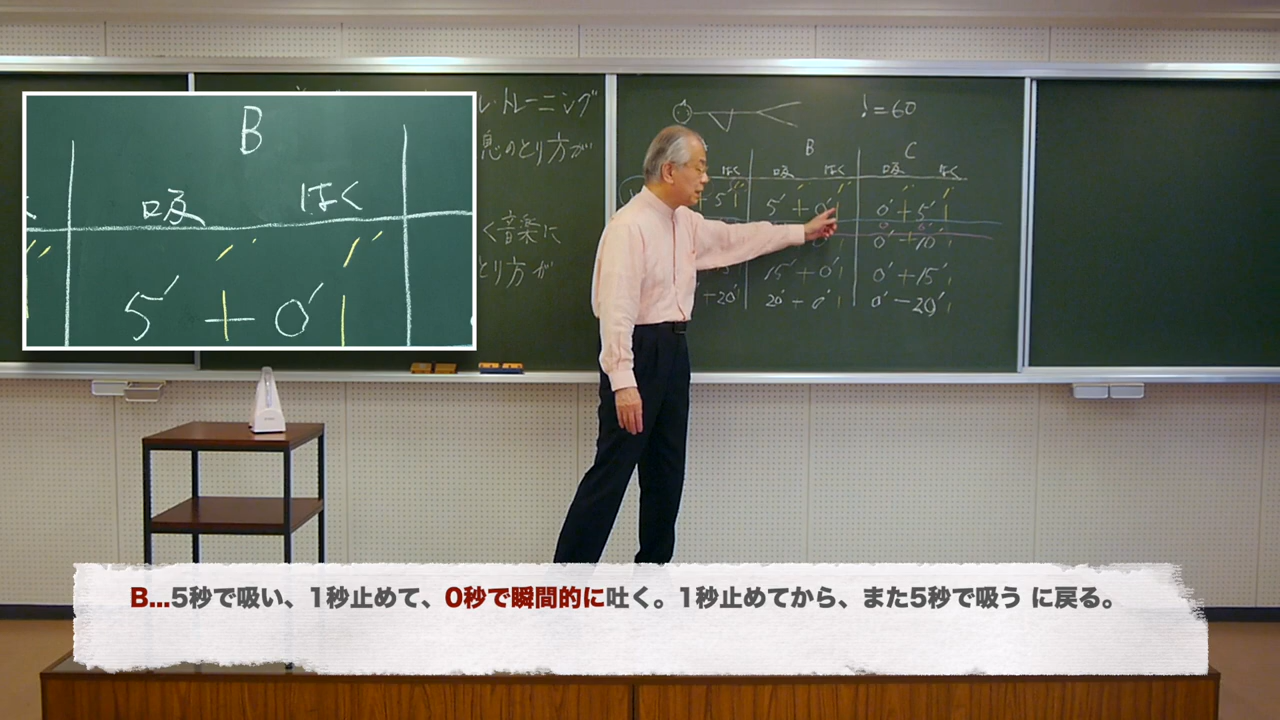 B
吸 はく
5′ + 0′
レ・トレーニング
息のとり方が
く音楽に
とり方が
♩=60
B C
はく 吸 はく 吸 はく
+5′ 5′+0′ 0′+5′
0′+10′
15′+0′ 0′+15′
+20′ 20′+0′ 0′-20′
B...5秒で吸い、1秒止めて、0秒で瞬間的に吐く。1秒止めてから、また5秒で吸う に戻る。